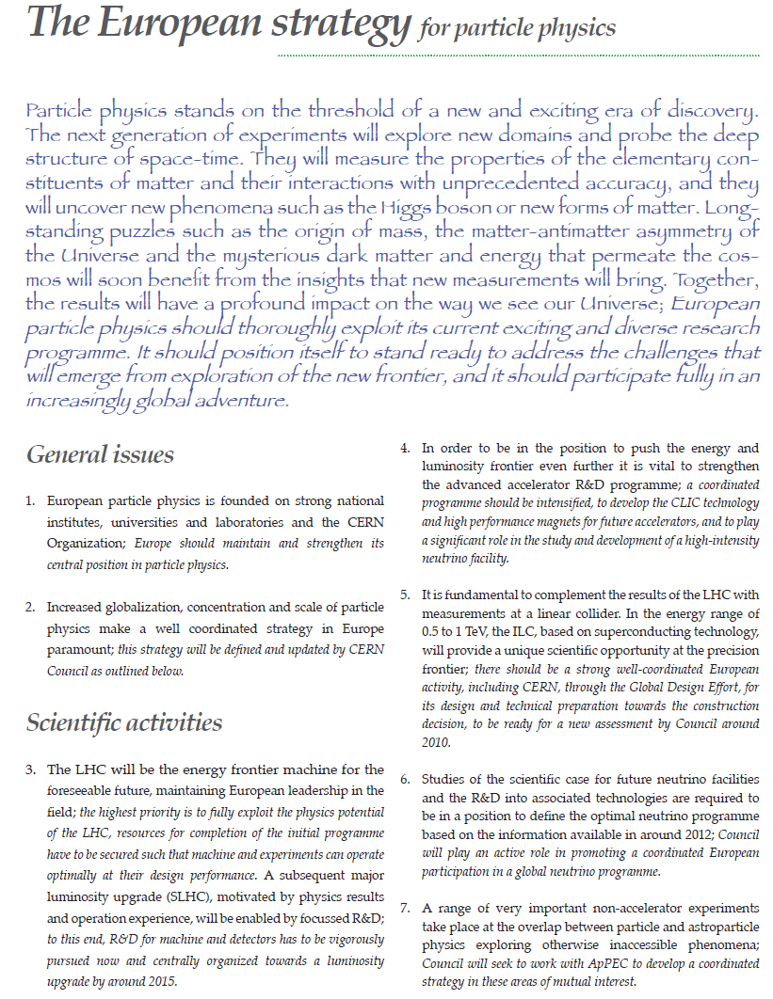 The European strategy for particle physics
Particle physics stands on the threshold of a new and exciting era of discovery.
The next generation of experiments will explore new domains and probe the deep
structure of space-time. They will measure the properties of the elementary con-
stituents of matter and their interactions with unprecedented accuracy, and they
will uncover new phenomena such as the Higgs boson or new forms of matter. Long-
standing puzzles such as the origin of mass, the matter-antimatter asymmetry of
the Universe and the mysterious dark matter and energy that permeate the cos-
mos will soon benefit from the insights that new measurements will bring. Together,
the results will have a profound impact on the way we see our Universe; European
particle physics should thoroughly exploit its current exciting and diverse research
programme. It should position itself to stand ready to address the challenges that
will emerge from exploration of the new frontier, and it should participate fully in an
increasingly global adventure.
General issues
1. European particle physics is founded on strong national
institutes, universities and laboratories and the CERN
Organization; Europe should maintain and strengthen its
central position in particle physics.
2. Increased globalization, concentration and scale of particle
physics make a well coordinated strategy in Europe
paramount; this strategy will be defined and updated by CERN
Council as outlined below.
Scientific activities
3. The LHC will be the energy frontier machine for the
foreseeable future, maintaining European leadership in the
field; the highest priority is to fully exploit the physics potential
of the LHC, resources for completion of the initial programme
have to be secured such that machine and experiments can operate
optimally at their design performance. A subsequent major
luminosity upgrade (SLHC), motivated by physics results
and operation experience, will be enabled by focussed R&D;
to this end, R&D for machine and detectors has to be vigorously
pursued now and centrally organized towards a luminosity
upgrade by around 2015.
4. In order to be in the position to push the energy and
luminosity frontier even further it is vital to strengthen
the advanced accelerator R&D programme; a coordinated
programme should be intensified, to develop the CLIC technology
and high performance magnets for future accelerators, and to play
a significant role in the study and development of a high-intensity
neutrino facility.
5. It is fundamental to complement the results of the LHC with
measurements at a linear collider. In the energy range of
0.5 to 1 TeV, the ILC, based on superconducting technology,
will provide a unique scientific opportunity at the precision
frontier; there should be a strong well-coordinated European
activity, including CERN, through the Global Design Effort, for
its design and technical preparation towards the construction
decision, to be ready for a new assessment by Council around
2010.
6. Studies of the scientific case for future neutrino facilities
and the R&D into associated technologies are required to
be in a position to define the optimal neutrino programme
based on the information available in around 2012; Council
will play an active role in promoting a coordinated European
participation in a global neutrino programme.
7. A range of very important non-accelerator experiments
take place at the overlap between particle and astroparticle
physics exploring otherwise inaccessible phenomena;
Council will seek to work with ApPEC to develop a coordinated
strategy in these areas of mutual interest.